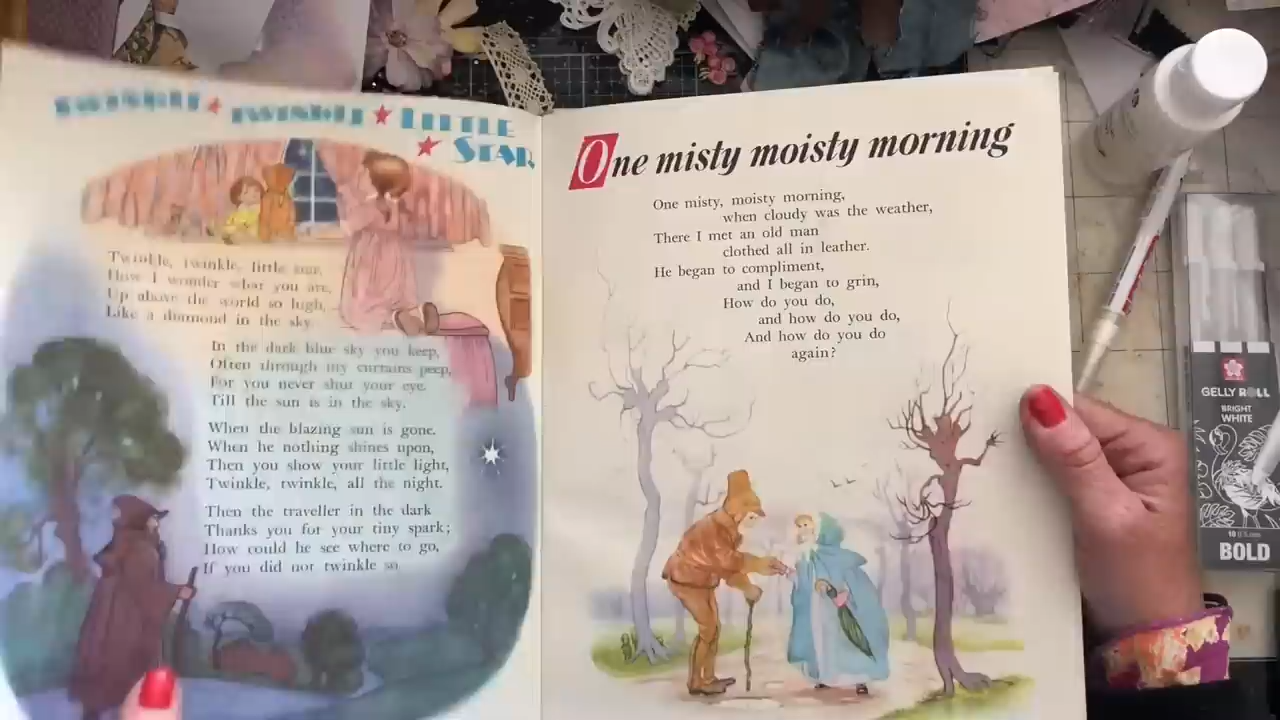 TWINKLE TWINKLE LITTLE
STAR
Twinkle, twinkle, little star,
How I wonder what you are,
Up above the world so high,
Like a diamond in the sky.
In the dark blue sky you keep,
Often through my curtains peep,
For you never shut your eye.
Till the sun is in the sky.
When the blazing sun is gone.
When he nothing shines upon,
Then you show your little light,
Twinkle, twinkle, all the night.
Then the traveller in the dark
Thanks you for your tiny spark;
How could he see where to go,
If you did not twinkle so.
One misty moisty morning
One misty, moisty morning,
when cloudy was the weather,
There I met an old man
clothed all in leather.
He began to compliment,
and I began to grin,
How do you do,
and how do you do,
And how do you do
again?
GELLY ROLL
BRIGHT
WHITE
10
BOLD